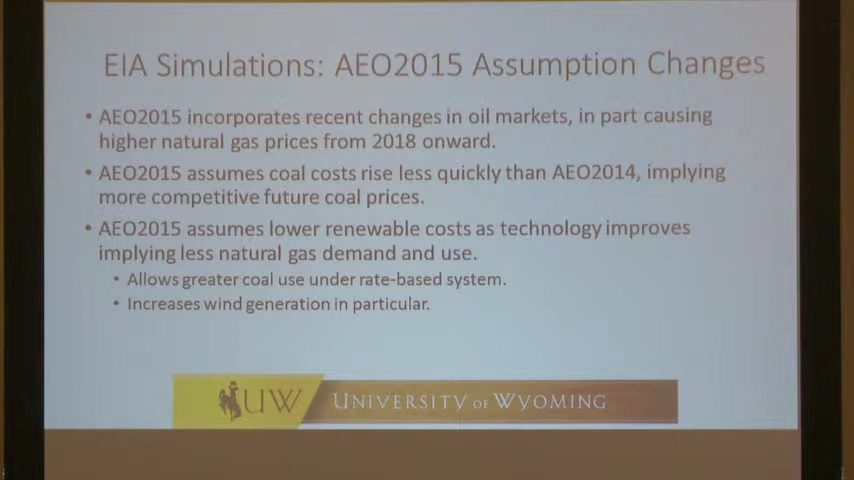 EIA Simulations: AEO2015 Assumption Changes
• AEO2015 incorporates recent changes in oil markets, in part causing
higher natural gas prices from 2018 onward.
• AEO2015 assumes coal costs rise less quickly than AEO2014, implying
more competitive future coal prices.
• AEO2015 assumes lower renewable costs as technology improves
implying less natural gas demand and use.
• Allows greater coal use under rate-based system.
• Increases wind generation in particular.
UW UNIVERSITY OF WYOMING